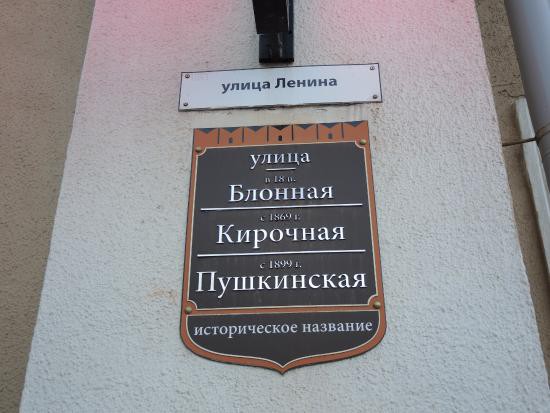 улица Ленина
улица
в 18 в.
Блонная
с 1869 г.
Кирочная
с 1899 г.
Пушкинская
историческое название